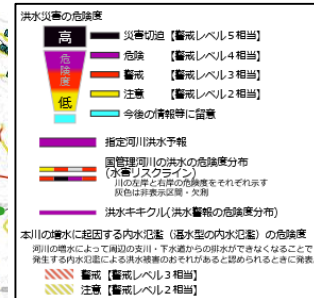 洪水災害の危険度
高
危険度
低
災害切迫【警戒レベル5相当】
危険　【警戒レベル4相当】
警戒　【警戒レベル3相当】
注意　【警戒レベル2相当】
今後の情報等に留意
指定河川洪水予報
国管理河川の洪水の危険度分布
(水害リスクライン)
川の左岸と右岸の危険度をそれぞれ示す
灰色は非表示区間・欠測
洪水キキクル(洪水警報の危険度分布)
本川の増水に起因する内水氾濫（湛水型の内水氾濫）の危険度
河川の増水によって周辺の支川・下水道からの排水ができなくなることで
発生する内水氾濫による洪水被害のおそれがあると認められるときに発表。
警戒【警戒レベル3相当】
注意【警戒レベル2相当】